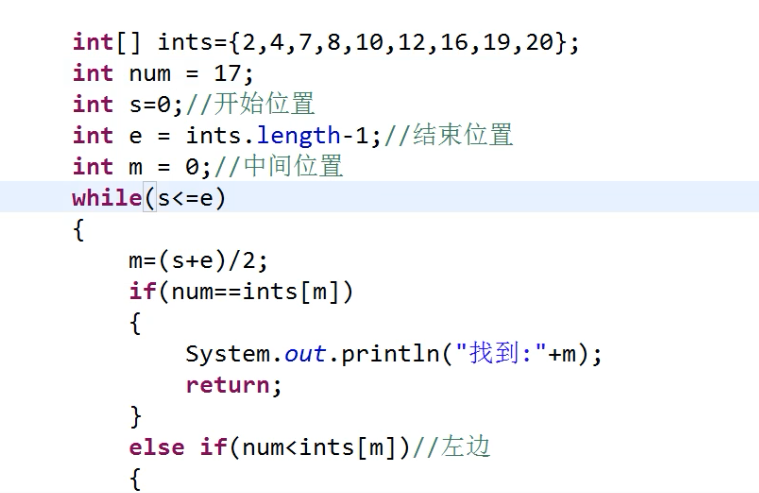 int[] ints={2,4,7,8,10,12,16,19,20};
int num = 17;
int s=0;//开始位置
int e = ints.length-1;//结束位置
int m = 0;//中间位置
while(s<=e)
{
m=(s+e)/2;
if(num==ints[m])
{
System.out.println("找到:"+m);
return;
}
else if(num<ints[m])//左边
{